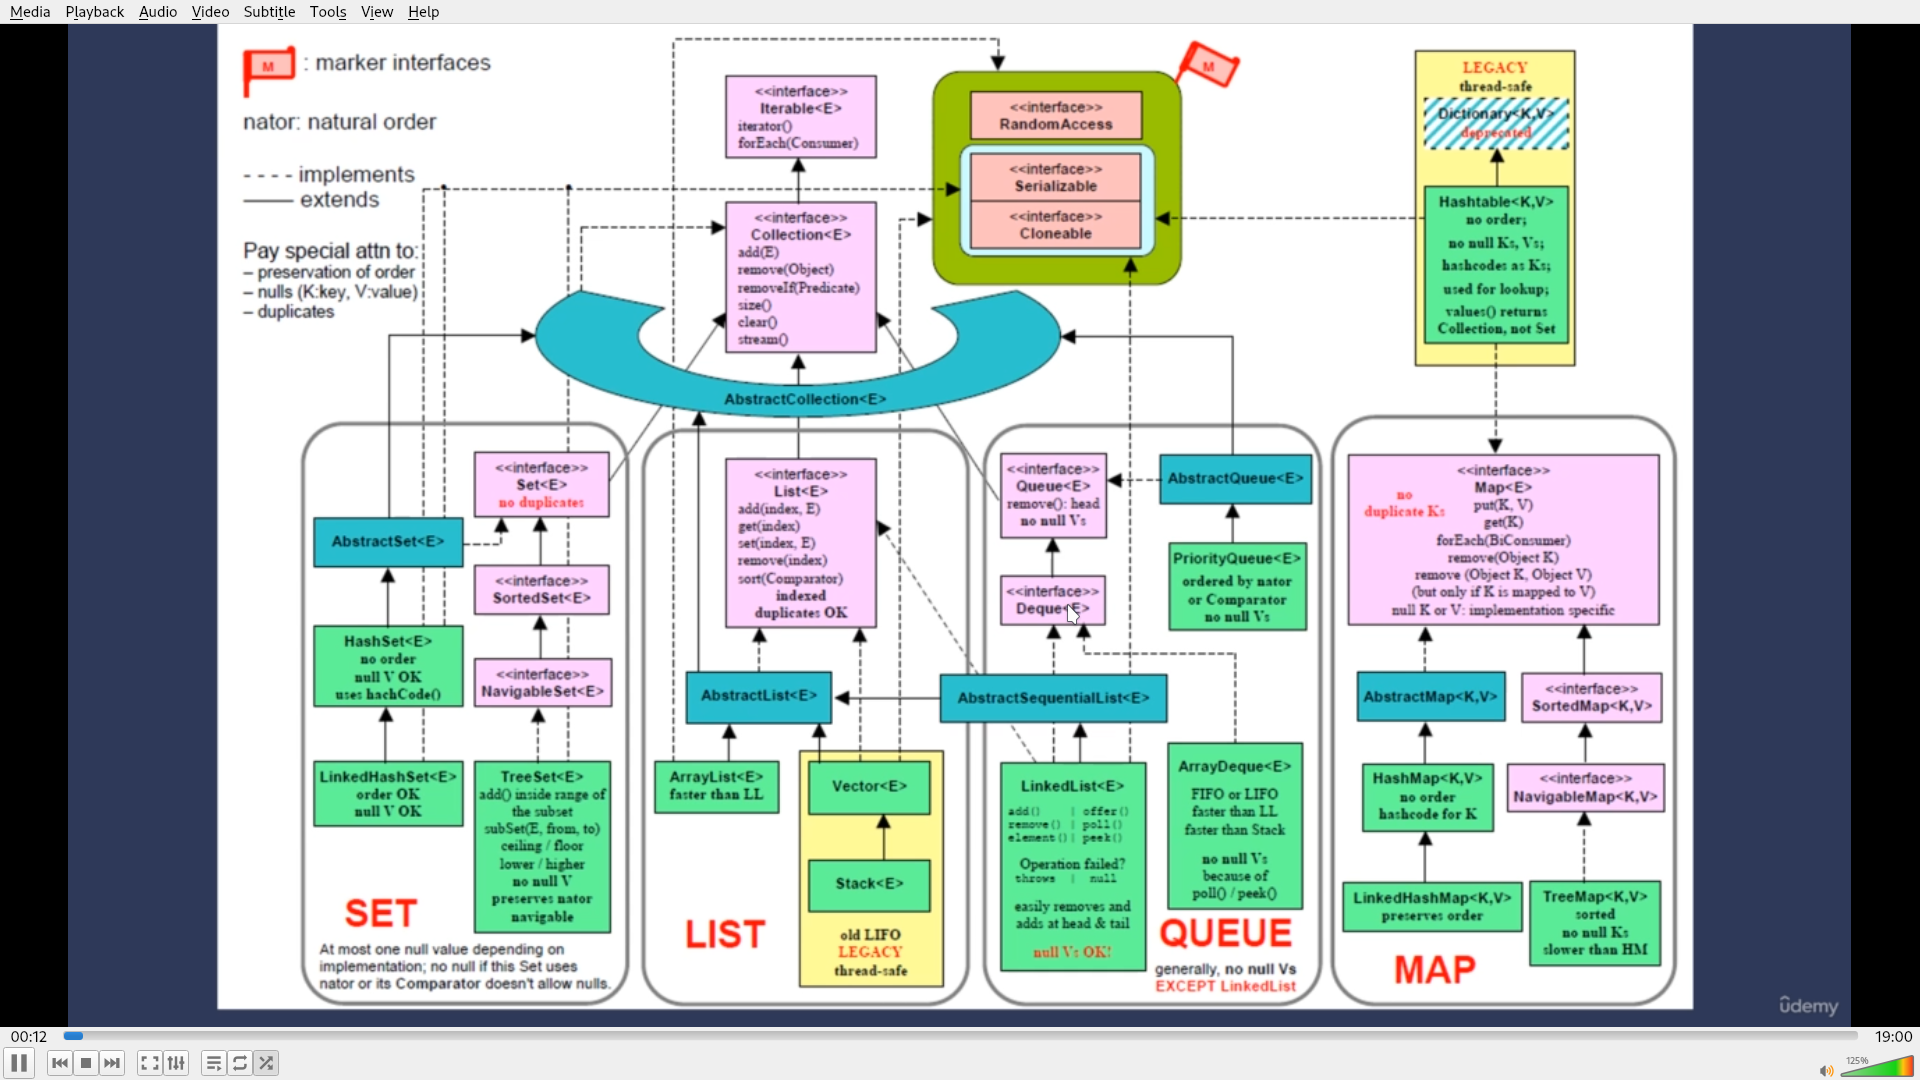 Media Playback Audio Video Subtitle Tools View Help
M : marker interfaces
nator: natural order
- - - - implements
—— extends
Pay special attn to:
– preservation of order
– nulls (K:key, V:value)
– duplicates
<<interface>>
Iterable<E>
iterator()
forEach(Consumer)
<<interface>>
Collection<E>
add(E)
remove(Object)
removeIf(Predicate)
size()
clear()
stream()
M
<<interface>>
RandomAccess
<<interface>>
Serializable
<<interface>>
Cloneable
LEGACY
thread-safe
Dictionary<K,V>
deprecated
Hashtable<K,V>
no order;
no null Ks, Vs;
hashcodes as Ks;
used for lookup;
values() returns
Collection, not Set
AbstractCollection<E>
<<interface>>
Set<E>
no duplicates
AbstractSet<E>
<<interface>>
SortedSet<E>
HashSet<E>
no order
null V OK
uses hachCode()
<<interface>>
NavigableSet<E>
LinkedHashSet<E>
order OK
null V OK
TreeSet<E>
add() inside range of
the subset
subSet(E, from, to)
ceiling / floor
lower / higher
no null V
preserves nator
navigable
SET
At most one null value depending on
implementation; no null if this Set uses
nator or its Comparator doesn't allow nulls.
<<interface>>
List<E>
add(index, E)
get(index)
set(index, E)
remove(index)
sort(Comparator)
indexed
duplicates OK
AbstractList<E>
ArrayList<E>
faster than LL
Vector<E>
Stack<E>
old LIFO
LEGACY
thread-safe
LIST
<<interface>>
Queue<E>
remove(): head
no null Vs
AbstractQueue<E>
<<interface>>
Deque<E>
PriorityQueue<E>
ordered by nator
or Comparator
no null Vs
AbstractSequentialList<E>
LinkedList<E>
add() | offer()
remove() | poll()
element()| peek()
Operation failed?
throws | null
easily removes and
adds at head & tail
null Vs OK!
ArrayDeque<E>
FIFO or LIFO
faster than LL
faster than Stack
no null Vs
because of
poll() / peek()
QUEUE
generally, no null Vs
EXCEPT LinkedList
<<interface>>
Map<E>
no
duplicate Ks
put(K, V)
get(K)
forEach(BiConsumer)
remove(Object K)
remove (Object K, Object V)
(but only if K is mapped to V)
null K or V: implementation specific
AbstractMap<K,V>
<<interface>>
SortedMap<K,V>
HashMap<K,V>
no order
hashcode for K
<<interface>>
NavigableMap<K,V>
LinkedHashMap<K,V>
preserves order
TreeMap<K,V>
sorted
no null Ks
slower than HM
MAP
ûdemy
00:12
19:00
125%